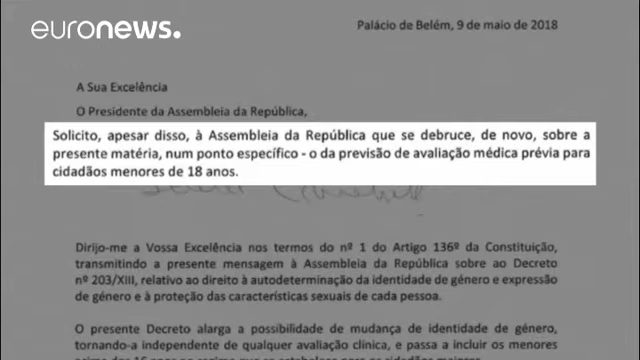 euronews.
Palácio de Belém, 9 de maio de 2018
A Sua Excelência
O Presidente da Assembleia da República,
Solicito, apesar disso, à Assembleia da República que se debruce, de novo, sobre a
presente matéria, num ponto específico - o da previsão de avaliação médica prévia para
cidadãos menores de 18 anos.
Dirijo-me a Vossa Excelência nos termos do nº 1 do Artigo 136º da Constituição,
transmitindo a presente mensagem à Assembleia da República sobre ao Decreto
nº 203/XIII, relativo ao direito à autodeterminação da identidade de género e expressão
de género e à proteção das características sexuais de cada pessoa.
O presente Decreto alarga a possibilidade de mudança de identidade de género,
tornando-a independente de qualquer avaliação clínica, e passa a incluir os menores